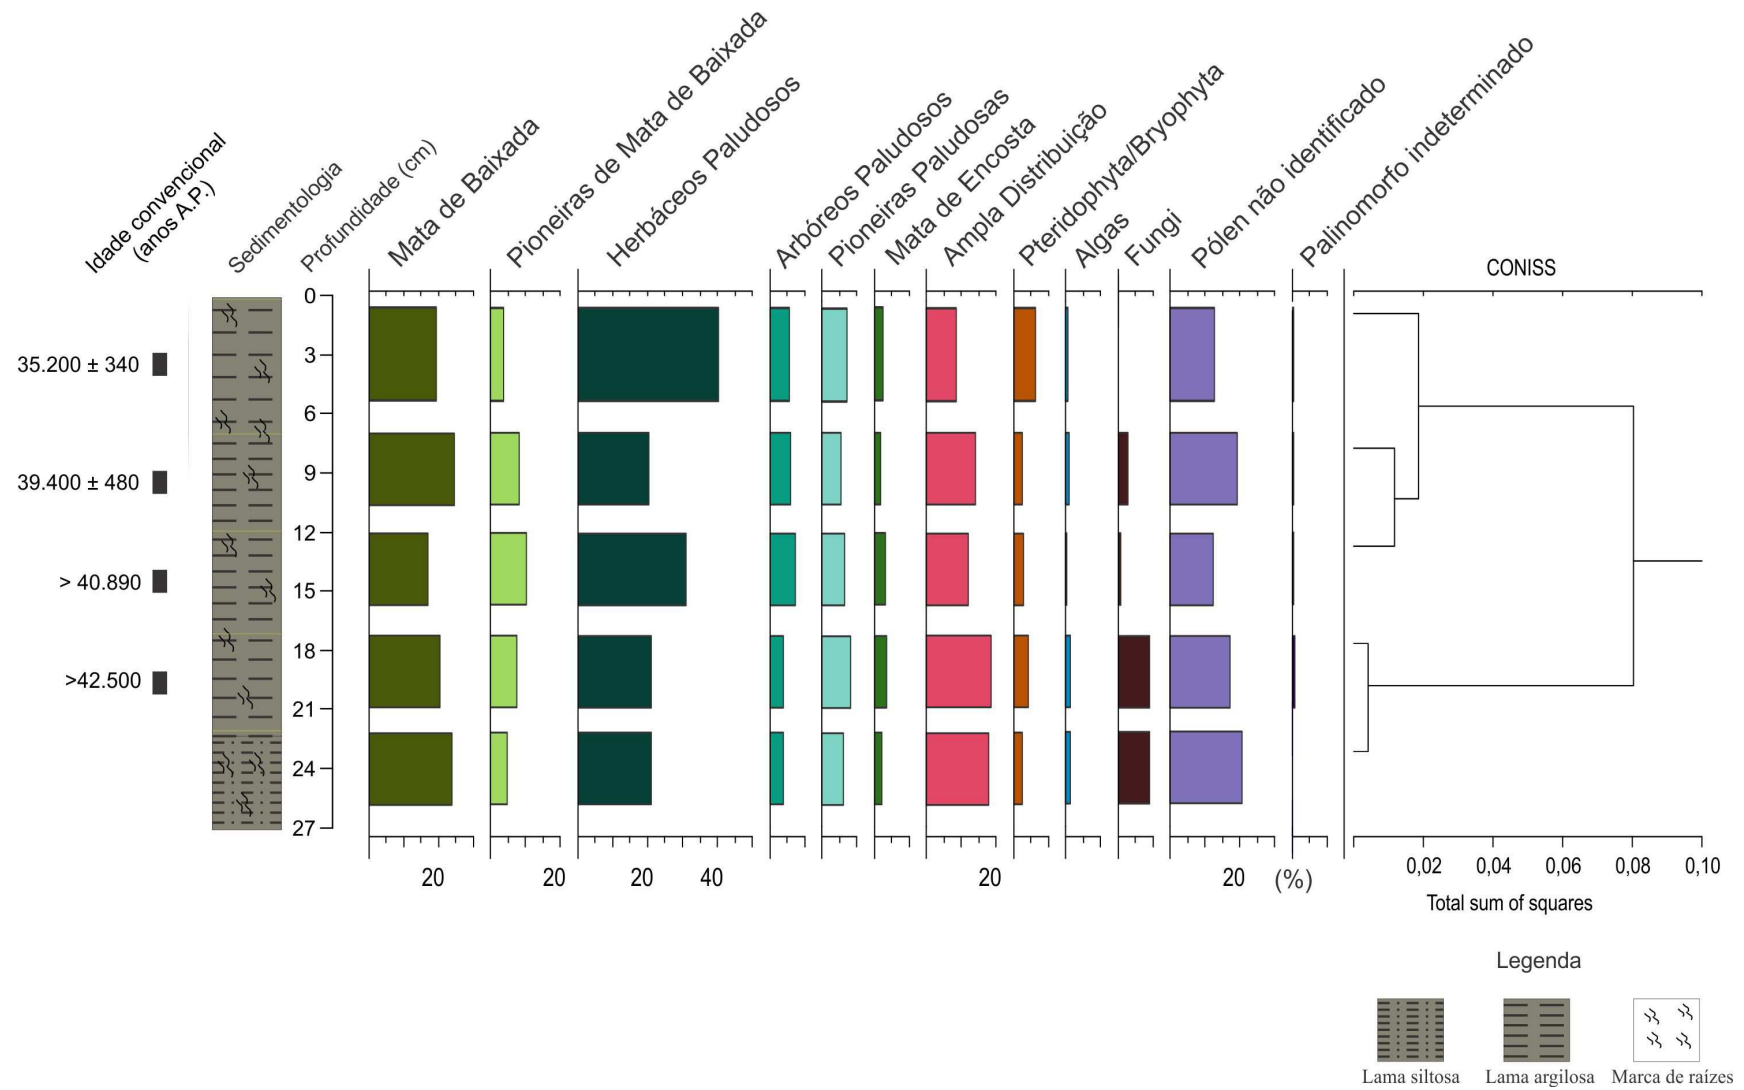 Idade convencional
(anos A.P.)
Sedimentologia
Profundidade (cm)
Mata de Baixada
Pioneiras de Mata de Baixada
Herbáceos Paludosos
Arbóreos Paludosos
Pioneiras Paludosas
Mata de Encosta
Ampla Distribuição
Pteridophyta/Bryophyta
Algas
Fungi
Pólen não identificado
Palinomorfo indeterminado
CONISS
0
35.200 ± 340
3
6
39.400 ± 480
9
12
> 40.890
15
18
>42.500
21
24
27
20 20 20 40 20 20 (%)
0,02 0,04 0,06 0,08 0,10
Total sum of squares
Legenda
Lama siltosa Lama argilosa Marca de raízes